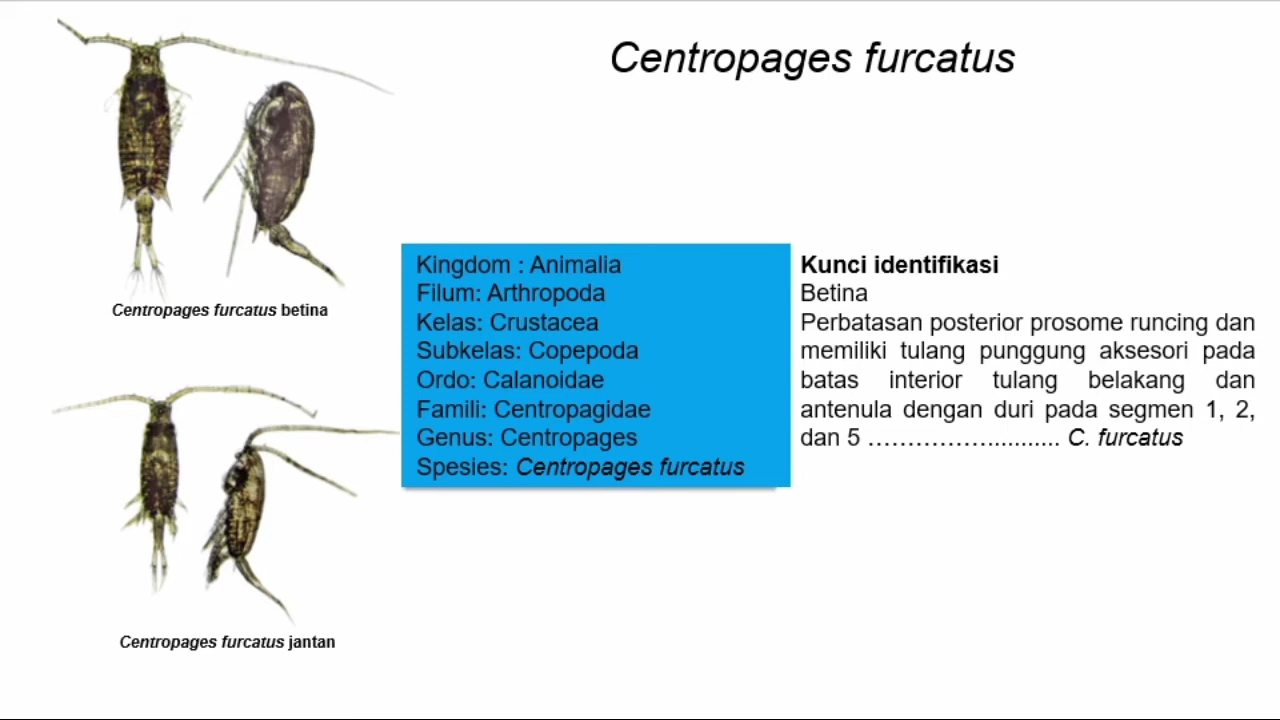 Centropages furcatus
Centropages furcatus betina
Kingdom : Animalia
Filum: Arthropoda
Kelas: Crustacea
Subkelas: Copepoda
Ordo: Calanoidae
Famili: Centropagidae
Genus: Centropages
Spesies: Centropages furcatus
Kunci identifikasi
Betina
Perbatasan posterior prosome runcing dan
memiliki tulang punggung aksesori pada
batas interior tulang belakang dan
antenula dengan duri pada segmen 1, 2,
dan 5 ……………........... C. furcatus
Centropages furcatus jantan